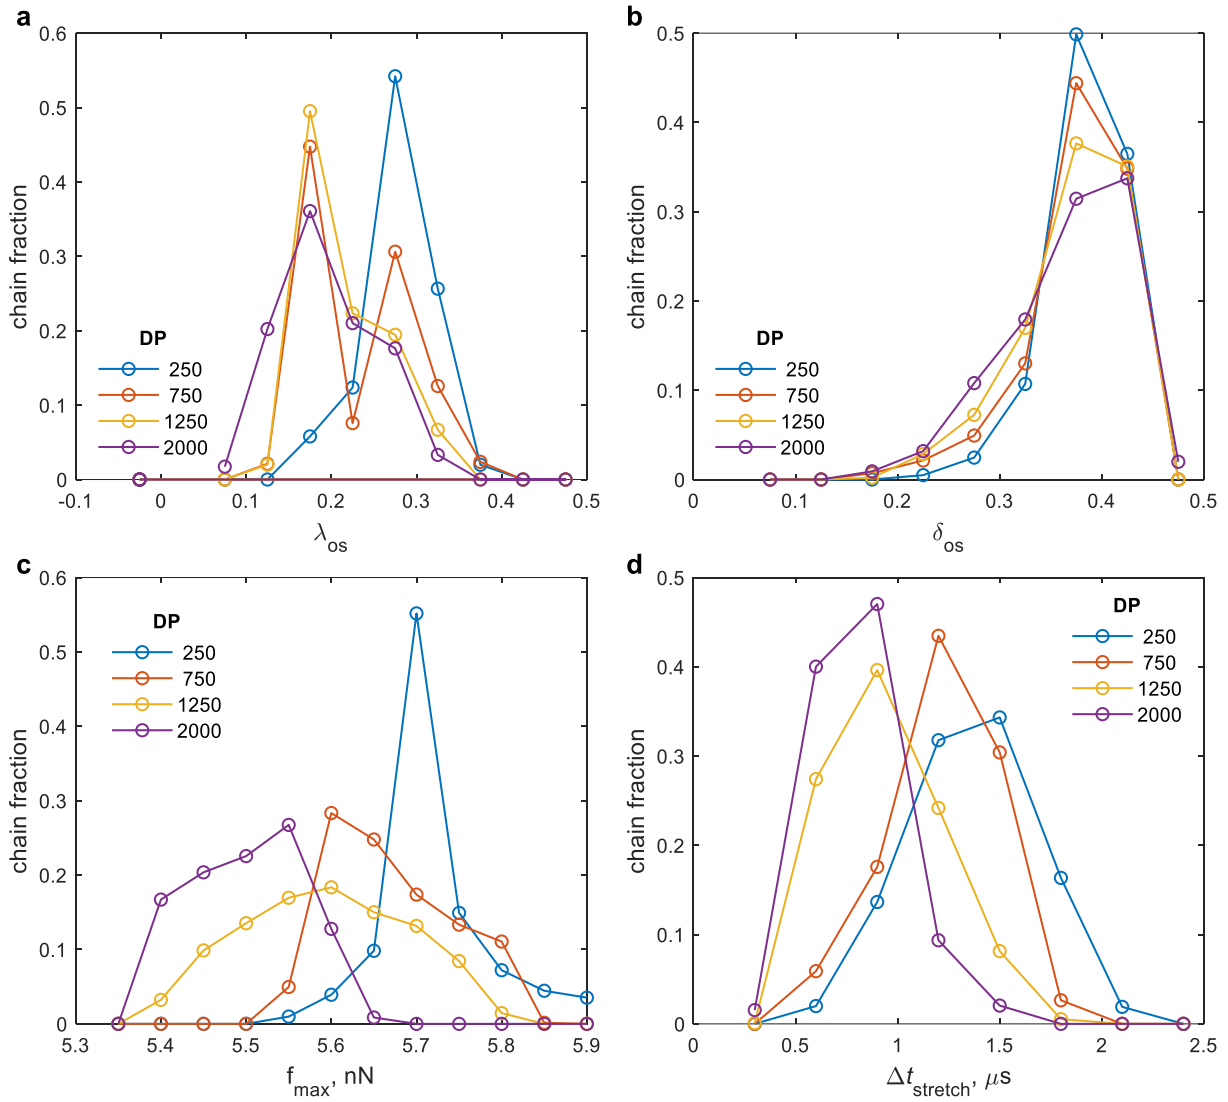 a
0.6
0.5
0.4
0.3
0.2
0.1
0
chain fraction
DP
250
750
1250
2000
-0.1 0 0.1 0.2 0.3 0.4 0.5
λos
b
0.5
0.4
0.3
0.2
0.1
0
chain fraction
DP
250
750
1250
2000
0 0.1 0.2 0.3 0.4 0.5
δos
c
0.6
0.5
0.4
0.3
0.2
0.1
0
chain fraction
DP
250
750
1250
2000
5.3 5.4 5.5 5.6 5.7 5.8 5.9
fmax, nN
d
0.5
0.4
0.3
0.2
0.1
0
chain fraction
DP
250
750
1250
2000
0 0.5 1 1.5 2 2.5
Δtstretch, μs